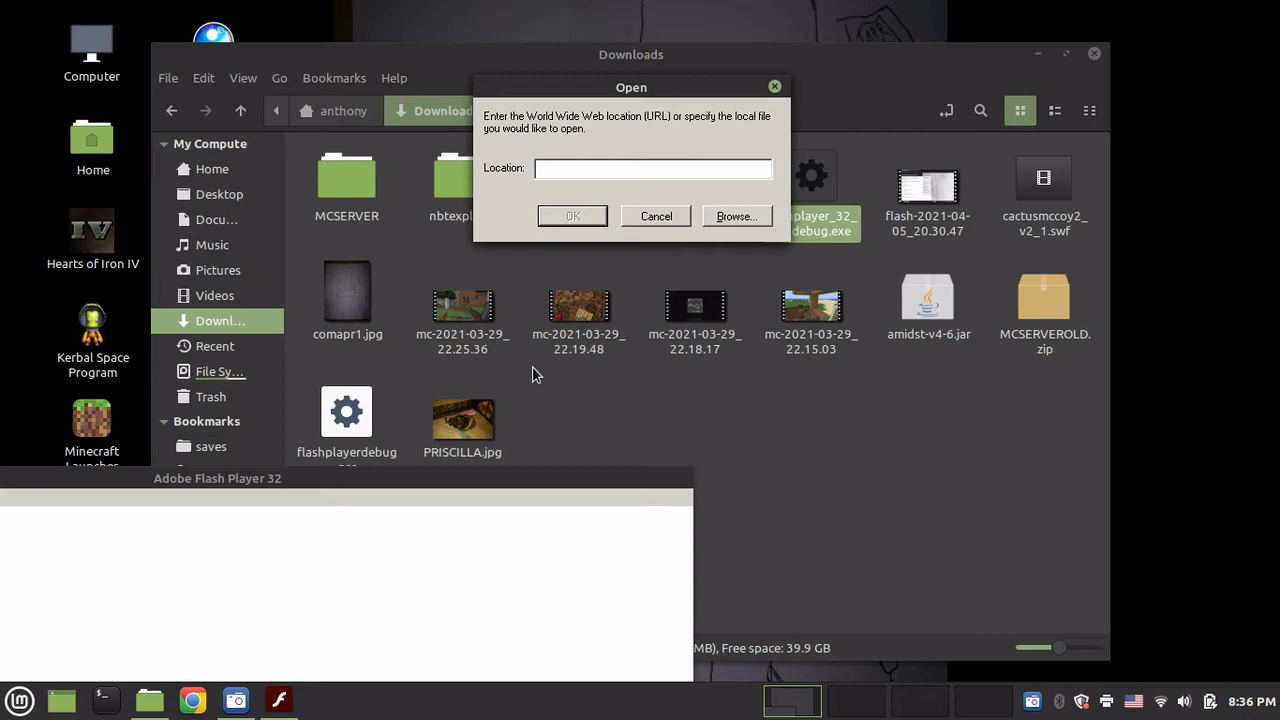 Computer
Downloads
File Edit View Go Bookmarks Help
Open
anthony
Downloa
Enter the World Wide Web location (URL) or specify the local file
you would like to open.
Location:
OK
Cancel
Browse...
My Compute
Home
Desktop
Docu...
Music
Pictures
Videos
Downl...
Recent
File Sy...
Trash
Bookmarks
saves
Home
Hearts of Iron IV
Kerbal Space
Program
Minecraft
MCSERVER
nbtexpl
player_32_
debug.exe
flash-2021-04-
05_20.30.47
cactusmccoy2_
v2_1.swf
comapr1.jpg
mc-2021-03-29_
22.25.36
mc-2021-03-29_
22.19.48
mc-2021-03-29_
22.18.17
mc-2021-03-29_
22.15.03
amidst-v4-6.jar
MCSERVEROLD.
zip
flashplayerdebug
PRISCILLA.jpg
Adobe Flash Player 32
MB), Free space: 39.9 GB
8:36 PM